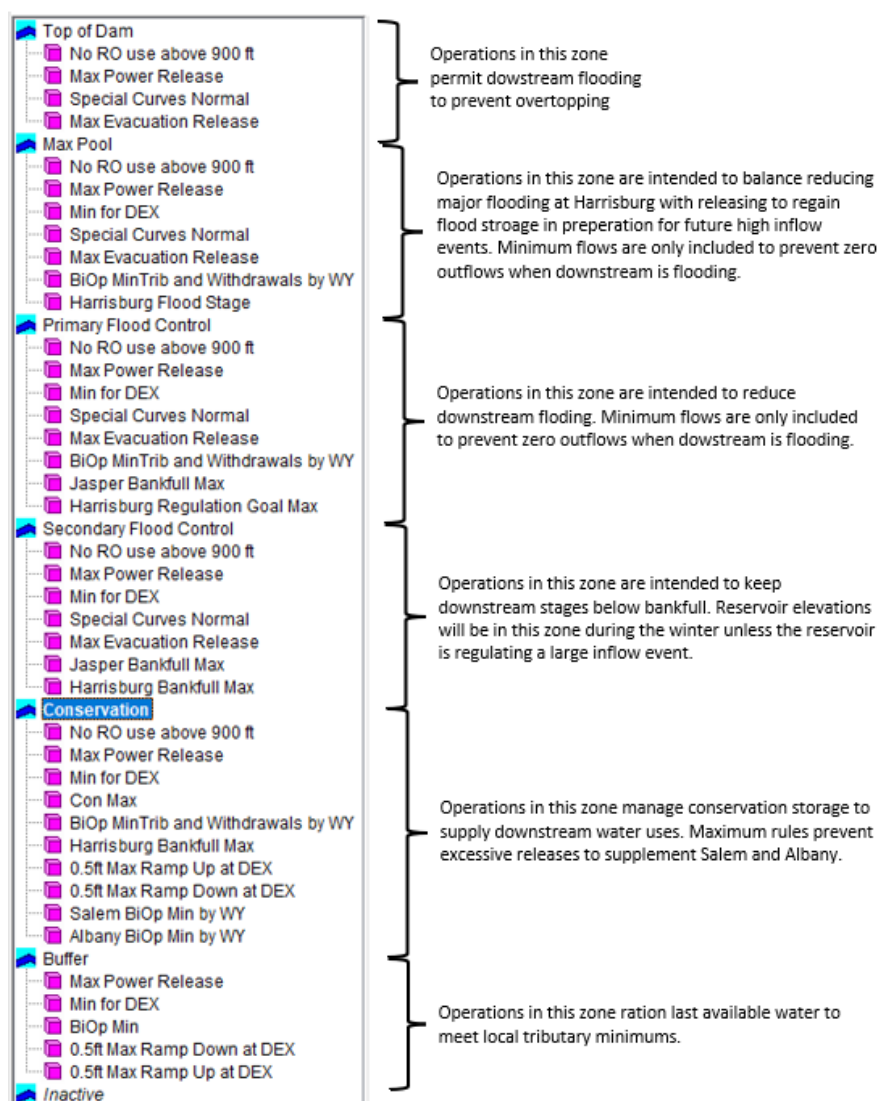 Top of Dam
No RO use above 900 ft
Max Power Release
Special Curves Normal
Max Evacuation Release
Operations in this zone
permit dowstream flooding
to prevent overtopping
Max Pool
No RO use above 900 ft
Max Power Release
Min for DEX
Special Curves Normal
Max Evacuation Release
BiOp MinTrib and Withdrawals by WY
Harrisburg Flood Stage
Operations in this zone are intended to balance reducing
major flooding at Harrisburg with releasing to regain
flood stroage in preperation for future high inflow
events. Minimum flows are only included to prevent zero
outflows when downstream is flooding.
Primary Flood Control
No RO use above 900 ft
Max Power Release
Min for DEX
Special Curves Normal
Max Evacuation Release
BiOp MinTrib and Withdrawals by WY
Jasper Bankfull Max
Harrisburg Regulation Goal Max
Operations in this zone are intended to reduce
downstream floding. Minimum flows are only included
to prevent zero outflows when dowstream is flooding.
Secondary Flood Control
No RO use above 900 ft
Max Power Release
Min for DEX
Special Curves Normal
Max Evacuation Release
Jasper Bankfull Max
Harrisburg Bankfull Max
Operations in this zone are intended to keep
downstream stages below bankfull. Reservoir elevations
will be in this zone during the winter unless the reservoir
is regulating a large inflow event.
Conservation
No RO use above 900 ft
Max Power Release
Min for DEX
Con Max
BiOp MinTrib and Withdrawals by WY
Harrisburg Bankfull Max
0.5ft Max Ramp Up at DEX
0.5ft Max Ramp Down at DEX
Salem BiOp Min by WY
Albany BiOp Min by WY
Operations in this zone manage conservation storage to
supply downstream water uses. Maximum rules prevent
excessive releases to supplement Salem and Albany.
Buffer
Max Power Release
Min for DEX
BiOp Min
0.5ft Max Ramp Down at DEX
0.5ft Max Ramp Up at DEX
Operations in this zone ration last available water to
meet local tributary minimums.
Inactive